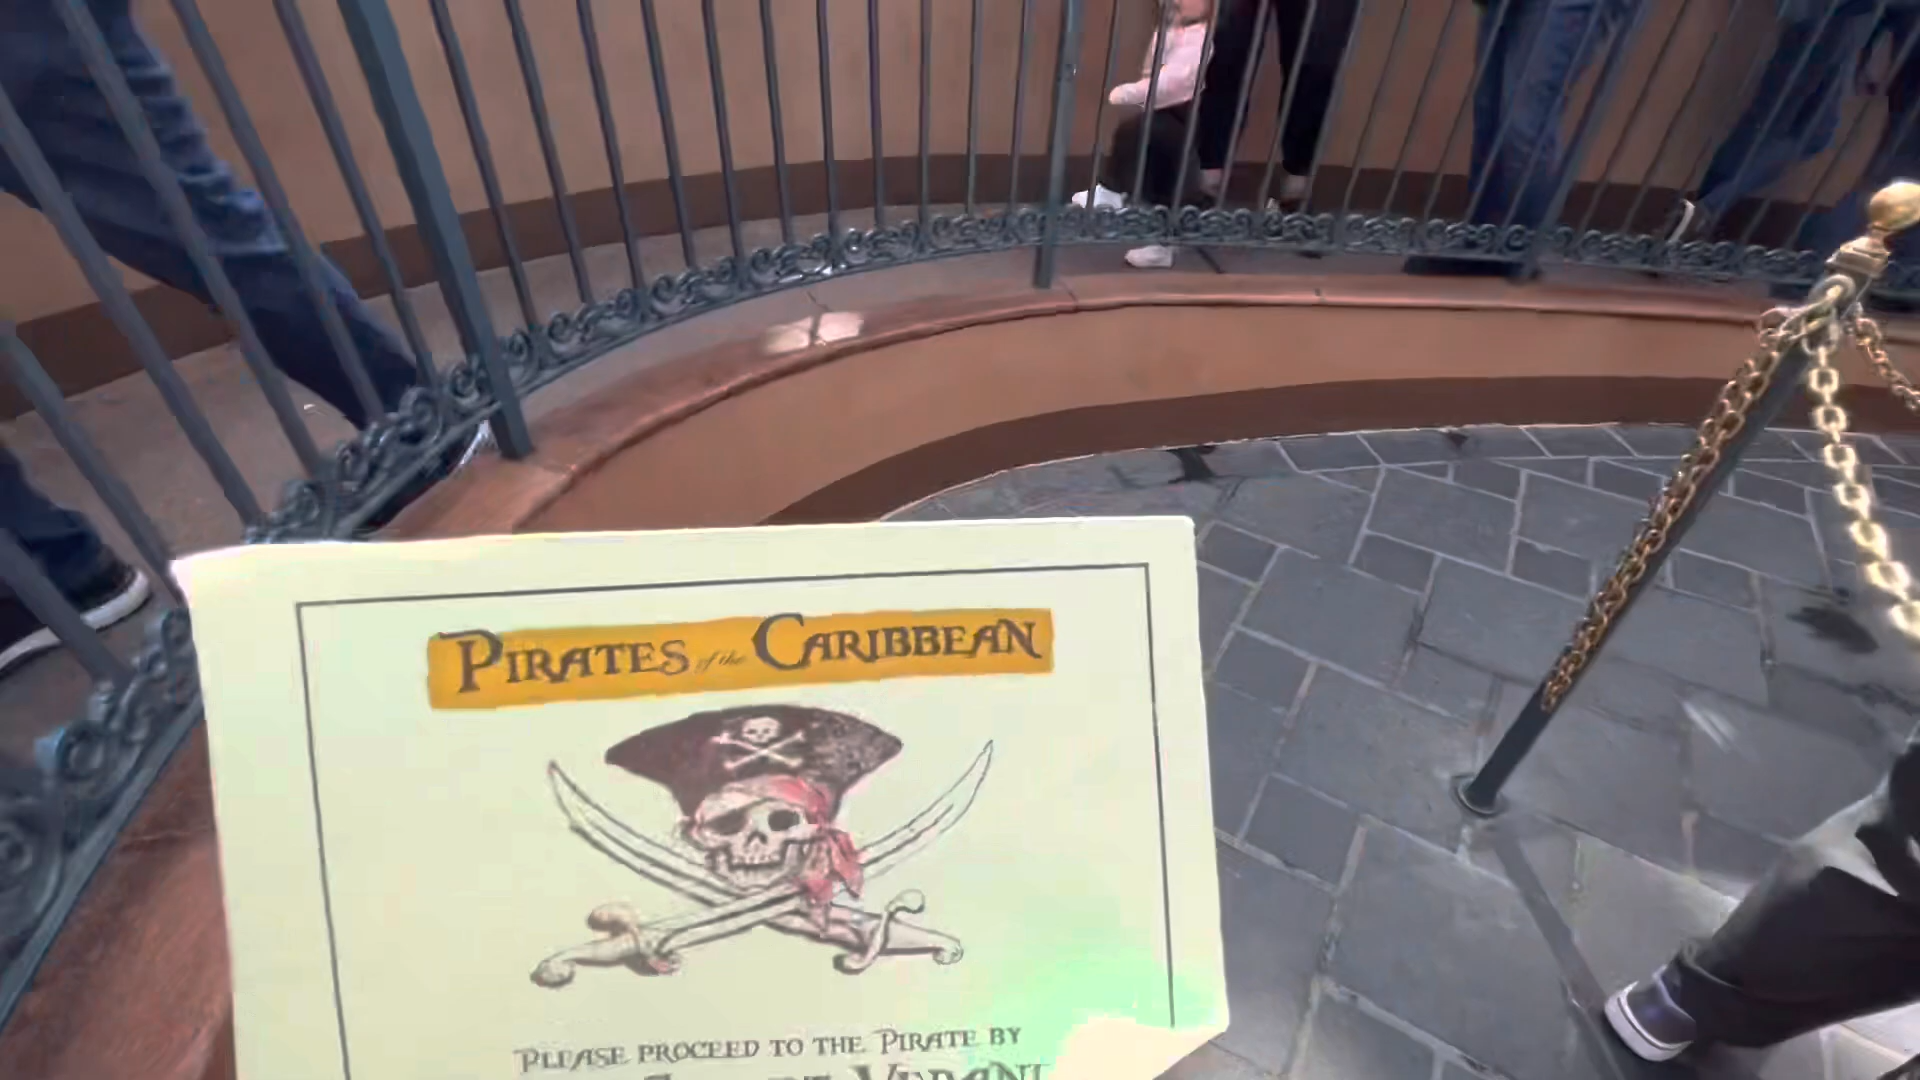 PIRATES of the CARIBBEAN
PLEASE PROCEED TO THE PIRATE BY